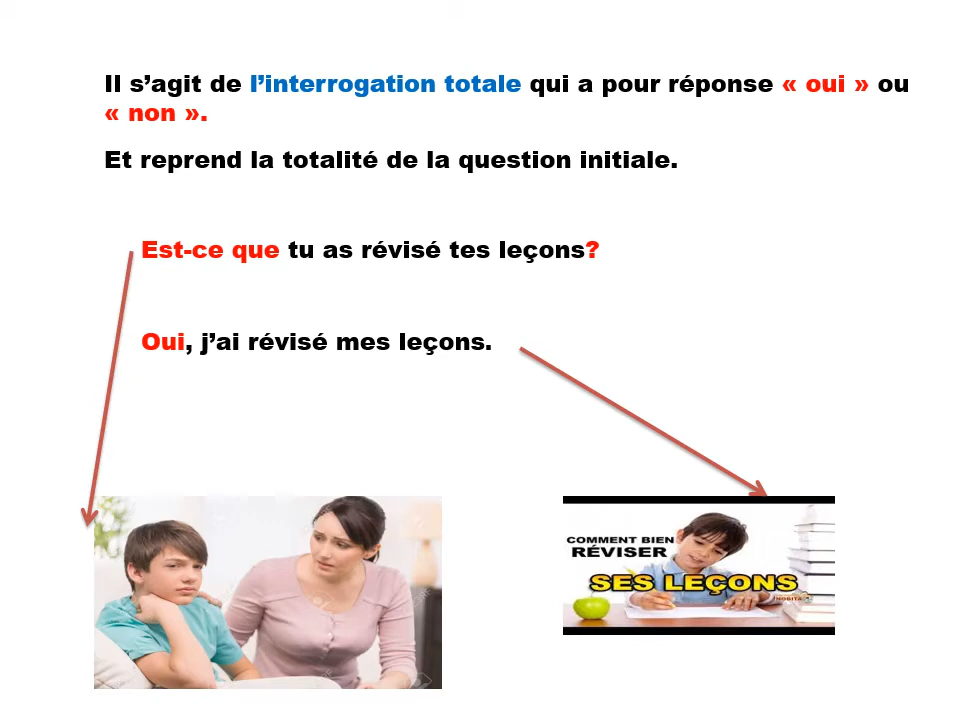 Il s’agit de l’interrogation totale qui a pour réponse « oui » ou
« non ».
Et reprend la totalité de la question initiale.
Est-ce que tu as révisé tes leçons?
Oui, j’ai révisé mes leçons.
COMMENT BIEN
RÉVISER
SES LEÇONS